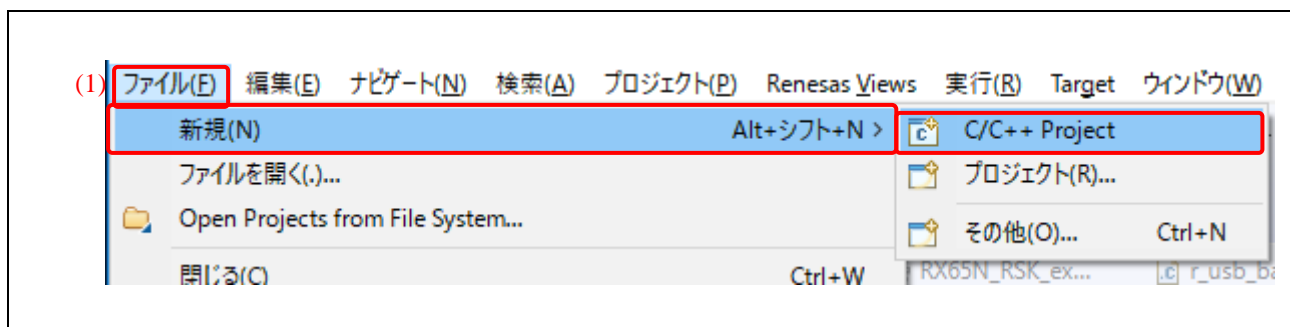 (1) ファイル(F) 編集(E) ナビゲート(N) 検索(A) プロジェクト(P) Renesas Views 実行(R) Target ウィンドウ(W)
新規(N) Alt+シフト+N > C/C++ Project
ファイルを開く(.)... プロジェクト(R)...
Open Projects from File System... その他(O)... Ctrl+N
閉じる(C) Ctrl+W RX65N_RSK_ex... .c r_usb_ba